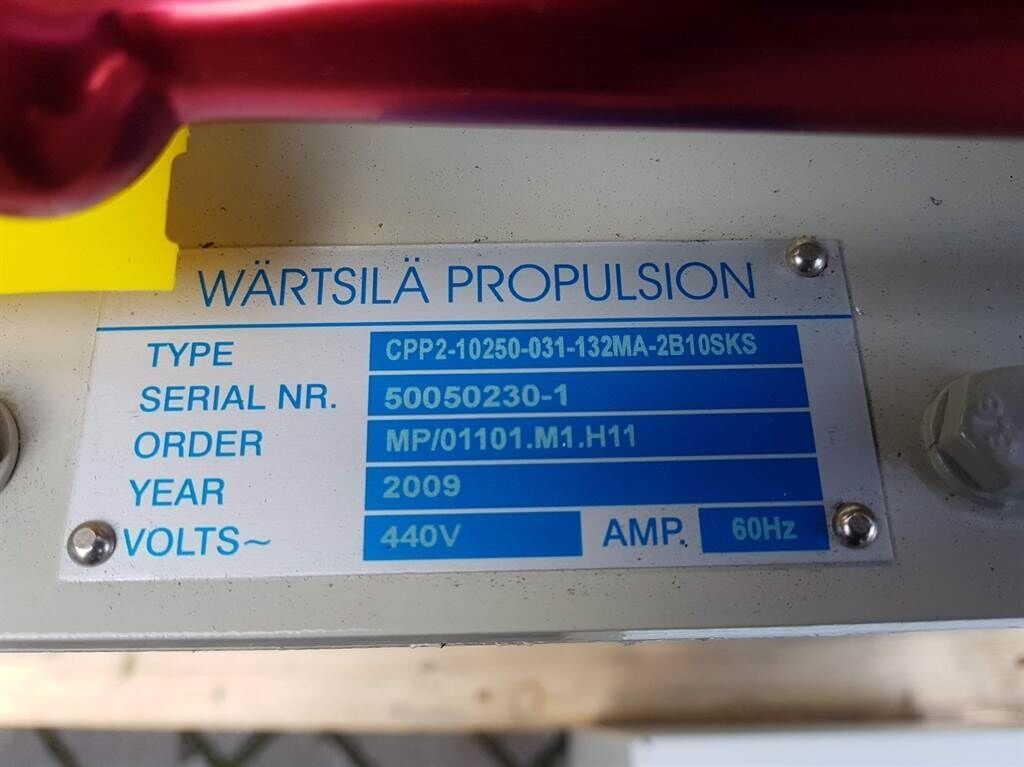 WÄRTSILÄ PROPULSION
TYPE CPP2-10250-031-132MA-2B10SKS
SERIAL NR. 50050230-1
ORDER MP/01101.M1.H11
YEAR 2009
VOLTS~ 440V AMP. 60Hz